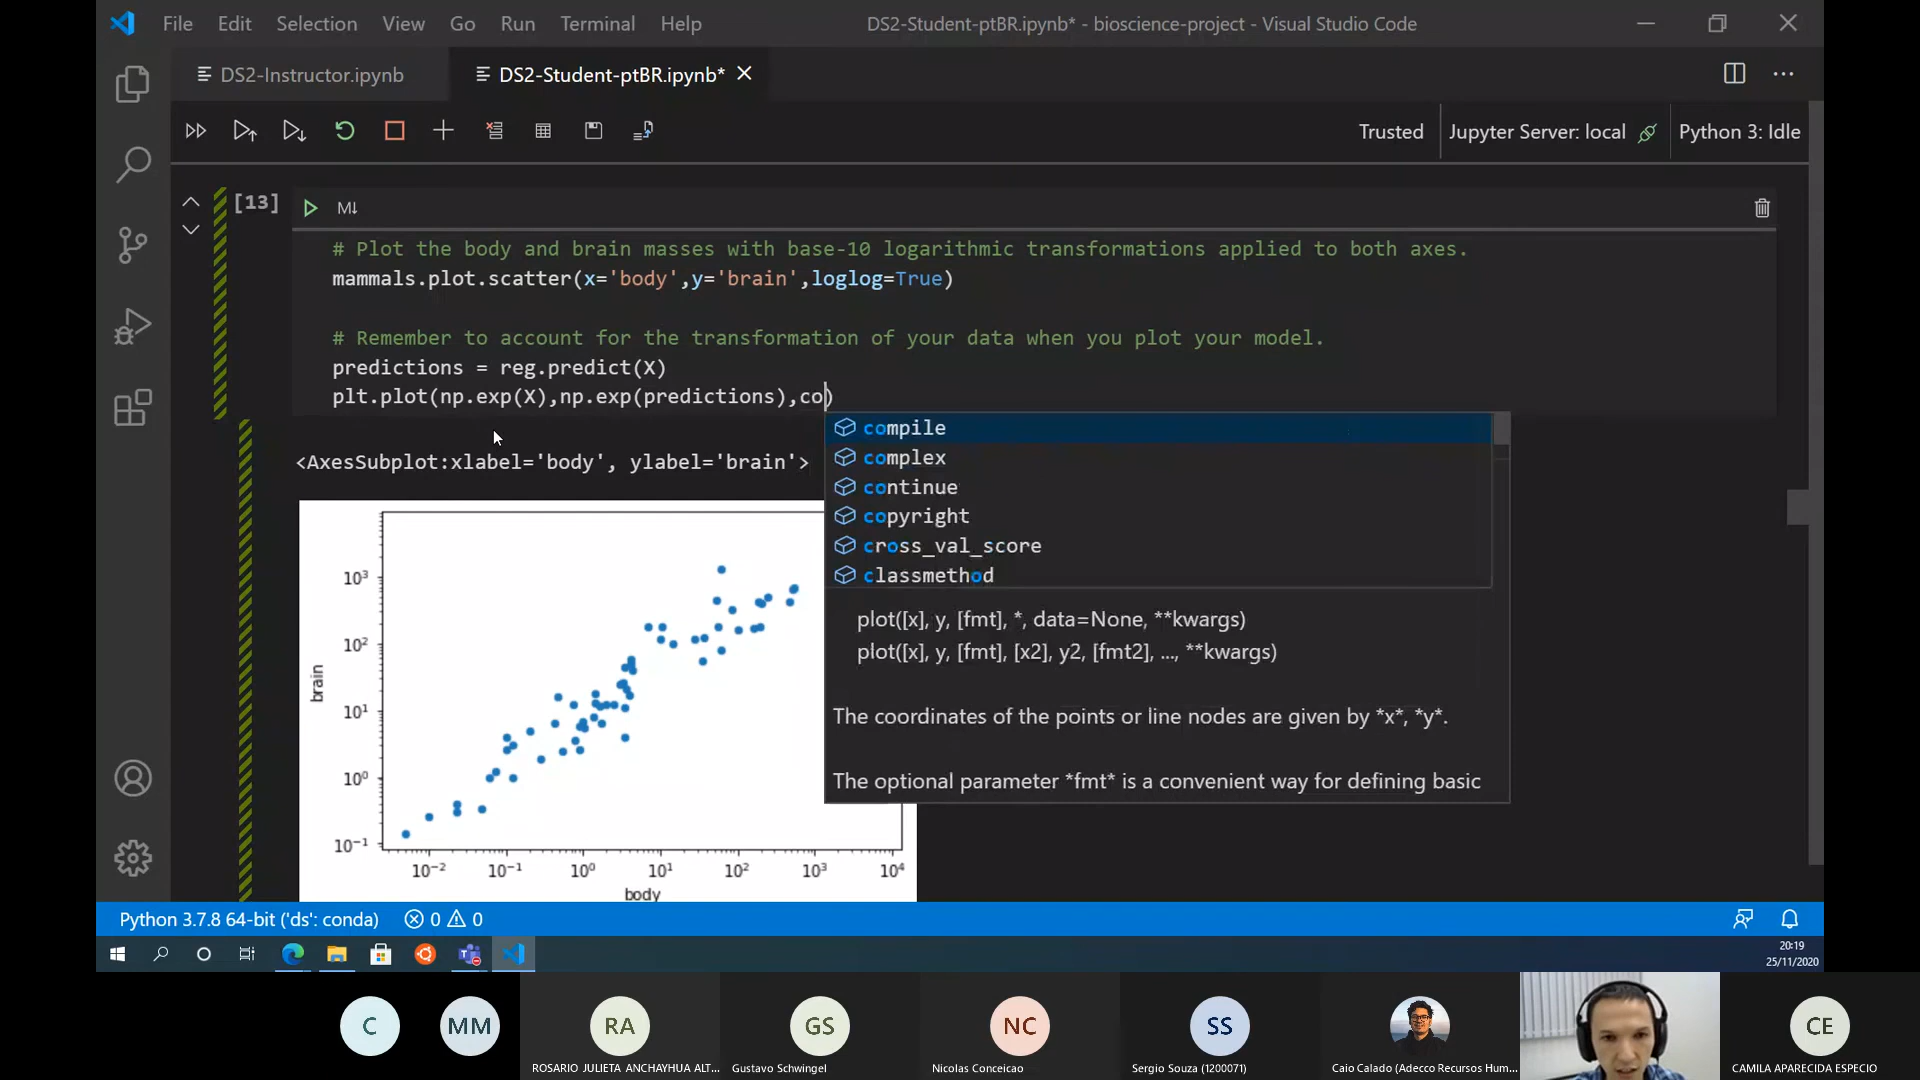 File Edit Selection View Go Run Terminal Help DS2-Student-ptBR.ipynb* - bioscience-project - Visual Studio Code
DS2-Instructor.ipynb DS2-Student-ptBR.ipynb*
Trusted Jupyter Server: local Python 3: Idle
[13] M↓
# Plot the body and brain masses with base-10 logarithmic transformations applied to both axes.
mammals.plot.scatter(x='body',y='brain',loglog=True)
# Remember to account for the transformation of your data when you plot your model.
predictions = reg.predict(X)
plt.plot(np.exp(X),np.exp(predictions),co)
compile
complex
continue
copyright
cross_val_score
classmethod
plot([x], y, [fmt], *, data=None, **kwargs)
plot([x], y, [fmt], [x2], y2, [fmt2], ..., **kwargs)
The coordinates of the points or line nodes are given by *x*, *y*.
The optional parameter *fmt* is a convenient way for defining basic
<AxesSubplot:xlabel='body', ylabel='brain'>
10³
10²
10¹
10⁰
10⁻¹
brain
10⁻² 10⁻¹ 10⁰ 10¹ 10² 10³ 10⁴
body
Python 3.7.8 64-bit ('ds': conda) 0 0
20:19
25/11/2020
C MM RA GS NC SS CE
ROSARIO JULIETA ANCHAYHUA ALT... Gustavo Schwingel Nicolas Conceicao Sergio Souza (1200071) Caio Calado (Adecco Recursos Hum... CAMILA APARECIDA ESPECIO